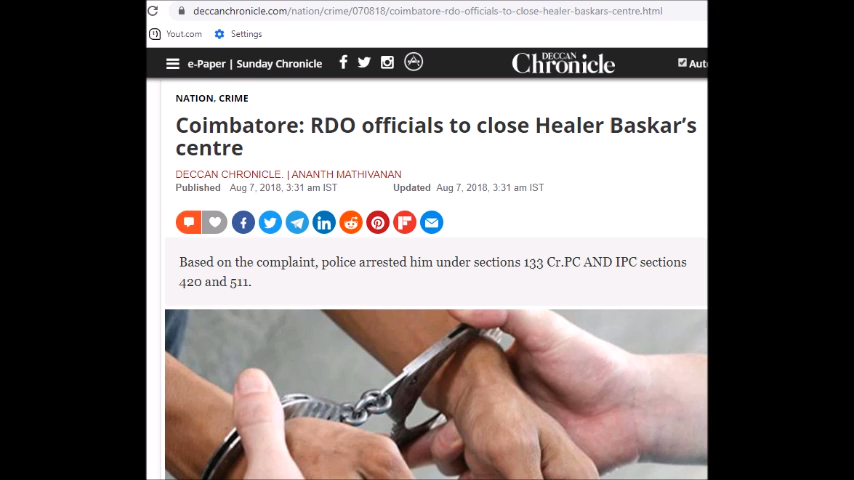 deccanchronicle.com/nation/crime/070818/coimbatore-rdo-officials-to-close-healer-baskars-centre.html
Yout.com Settings
e-Paper | Sunday Chronicle
DECCAN
Chronicle
Aut
NATION, CRIME
Coimbatore: RDO officials to close Healer Baskar’s
centre
DECCAN CHRONICLE. | ANANTH MATHIVANAN
Published Aug 7, 2018, 3:31 am IST Updated Aug 7, 2018, 3:31 am IST
Based on the complaint, police arrested him under sections 133 Cr.PC AND IPC sections
420 and 511.